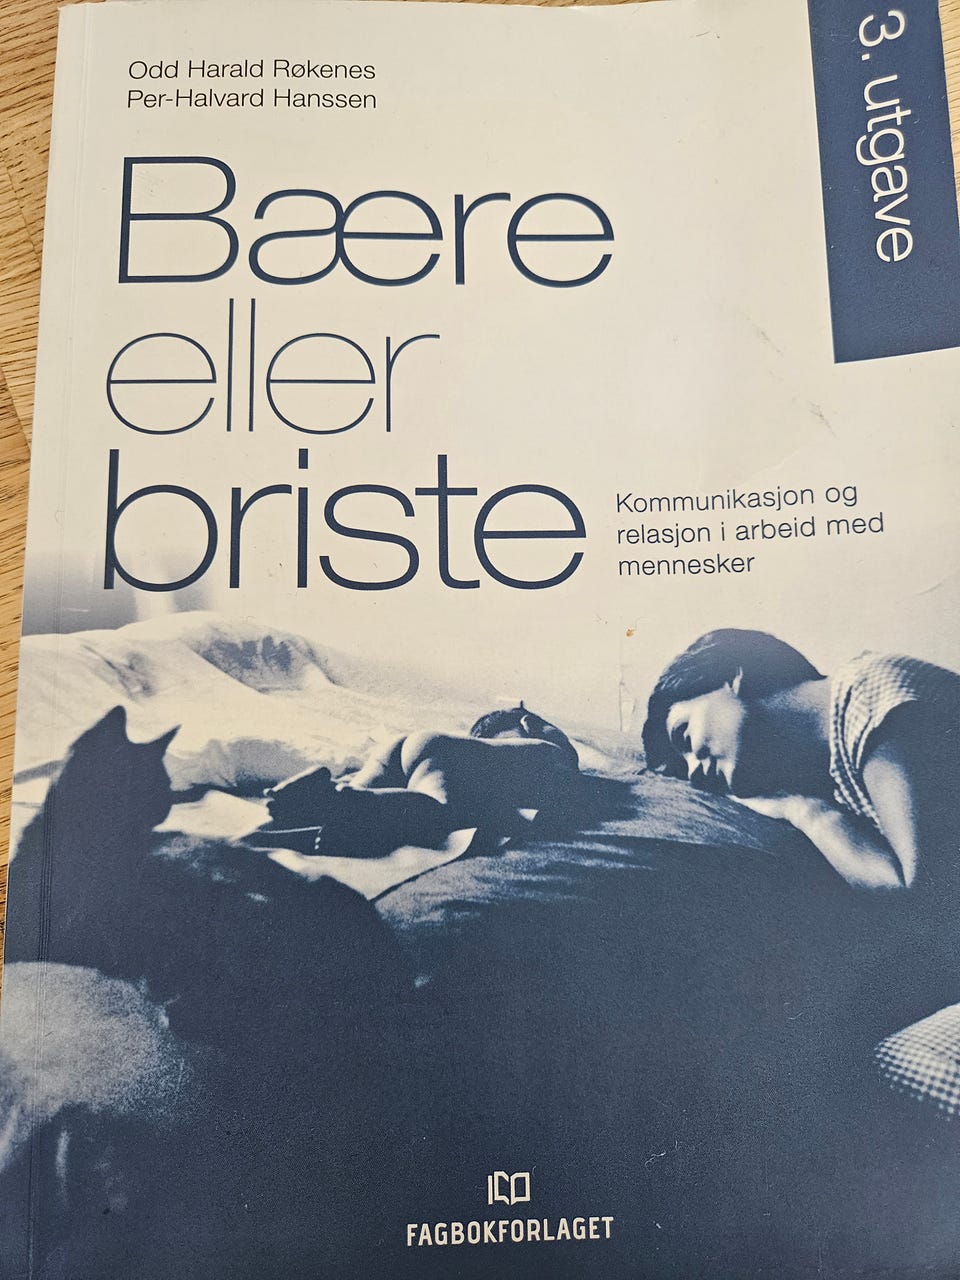 Odd Harald Røkenes
Per-Halvard Hanssen
3. utgave
Bære
eller
briste
Kommunikasjon og
relasjon i arbeid med
mennesker
FAGBOKFORLAGET